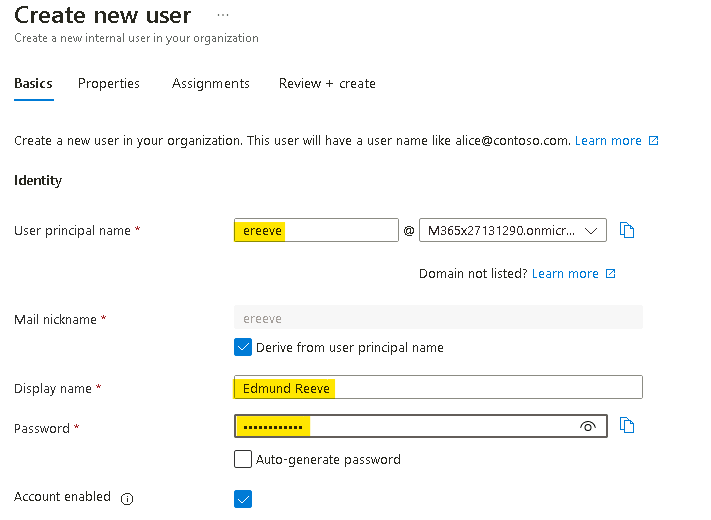 Create new user ...
Create a new internal user in your organization
Basics Properties Assignments Review + create
Create a new user in your organization. This user will have a user name like alice@contoso.com. Learn more
Identity
User principal name * ereeve @ M365x27131290.onmicr...
Domain not listed? Learn more
Mail nickname * ereeve
Derive from user principal name
Display name * Edmund Reeve
Password * ••••••••••••
Auto-generate password
Account enabled